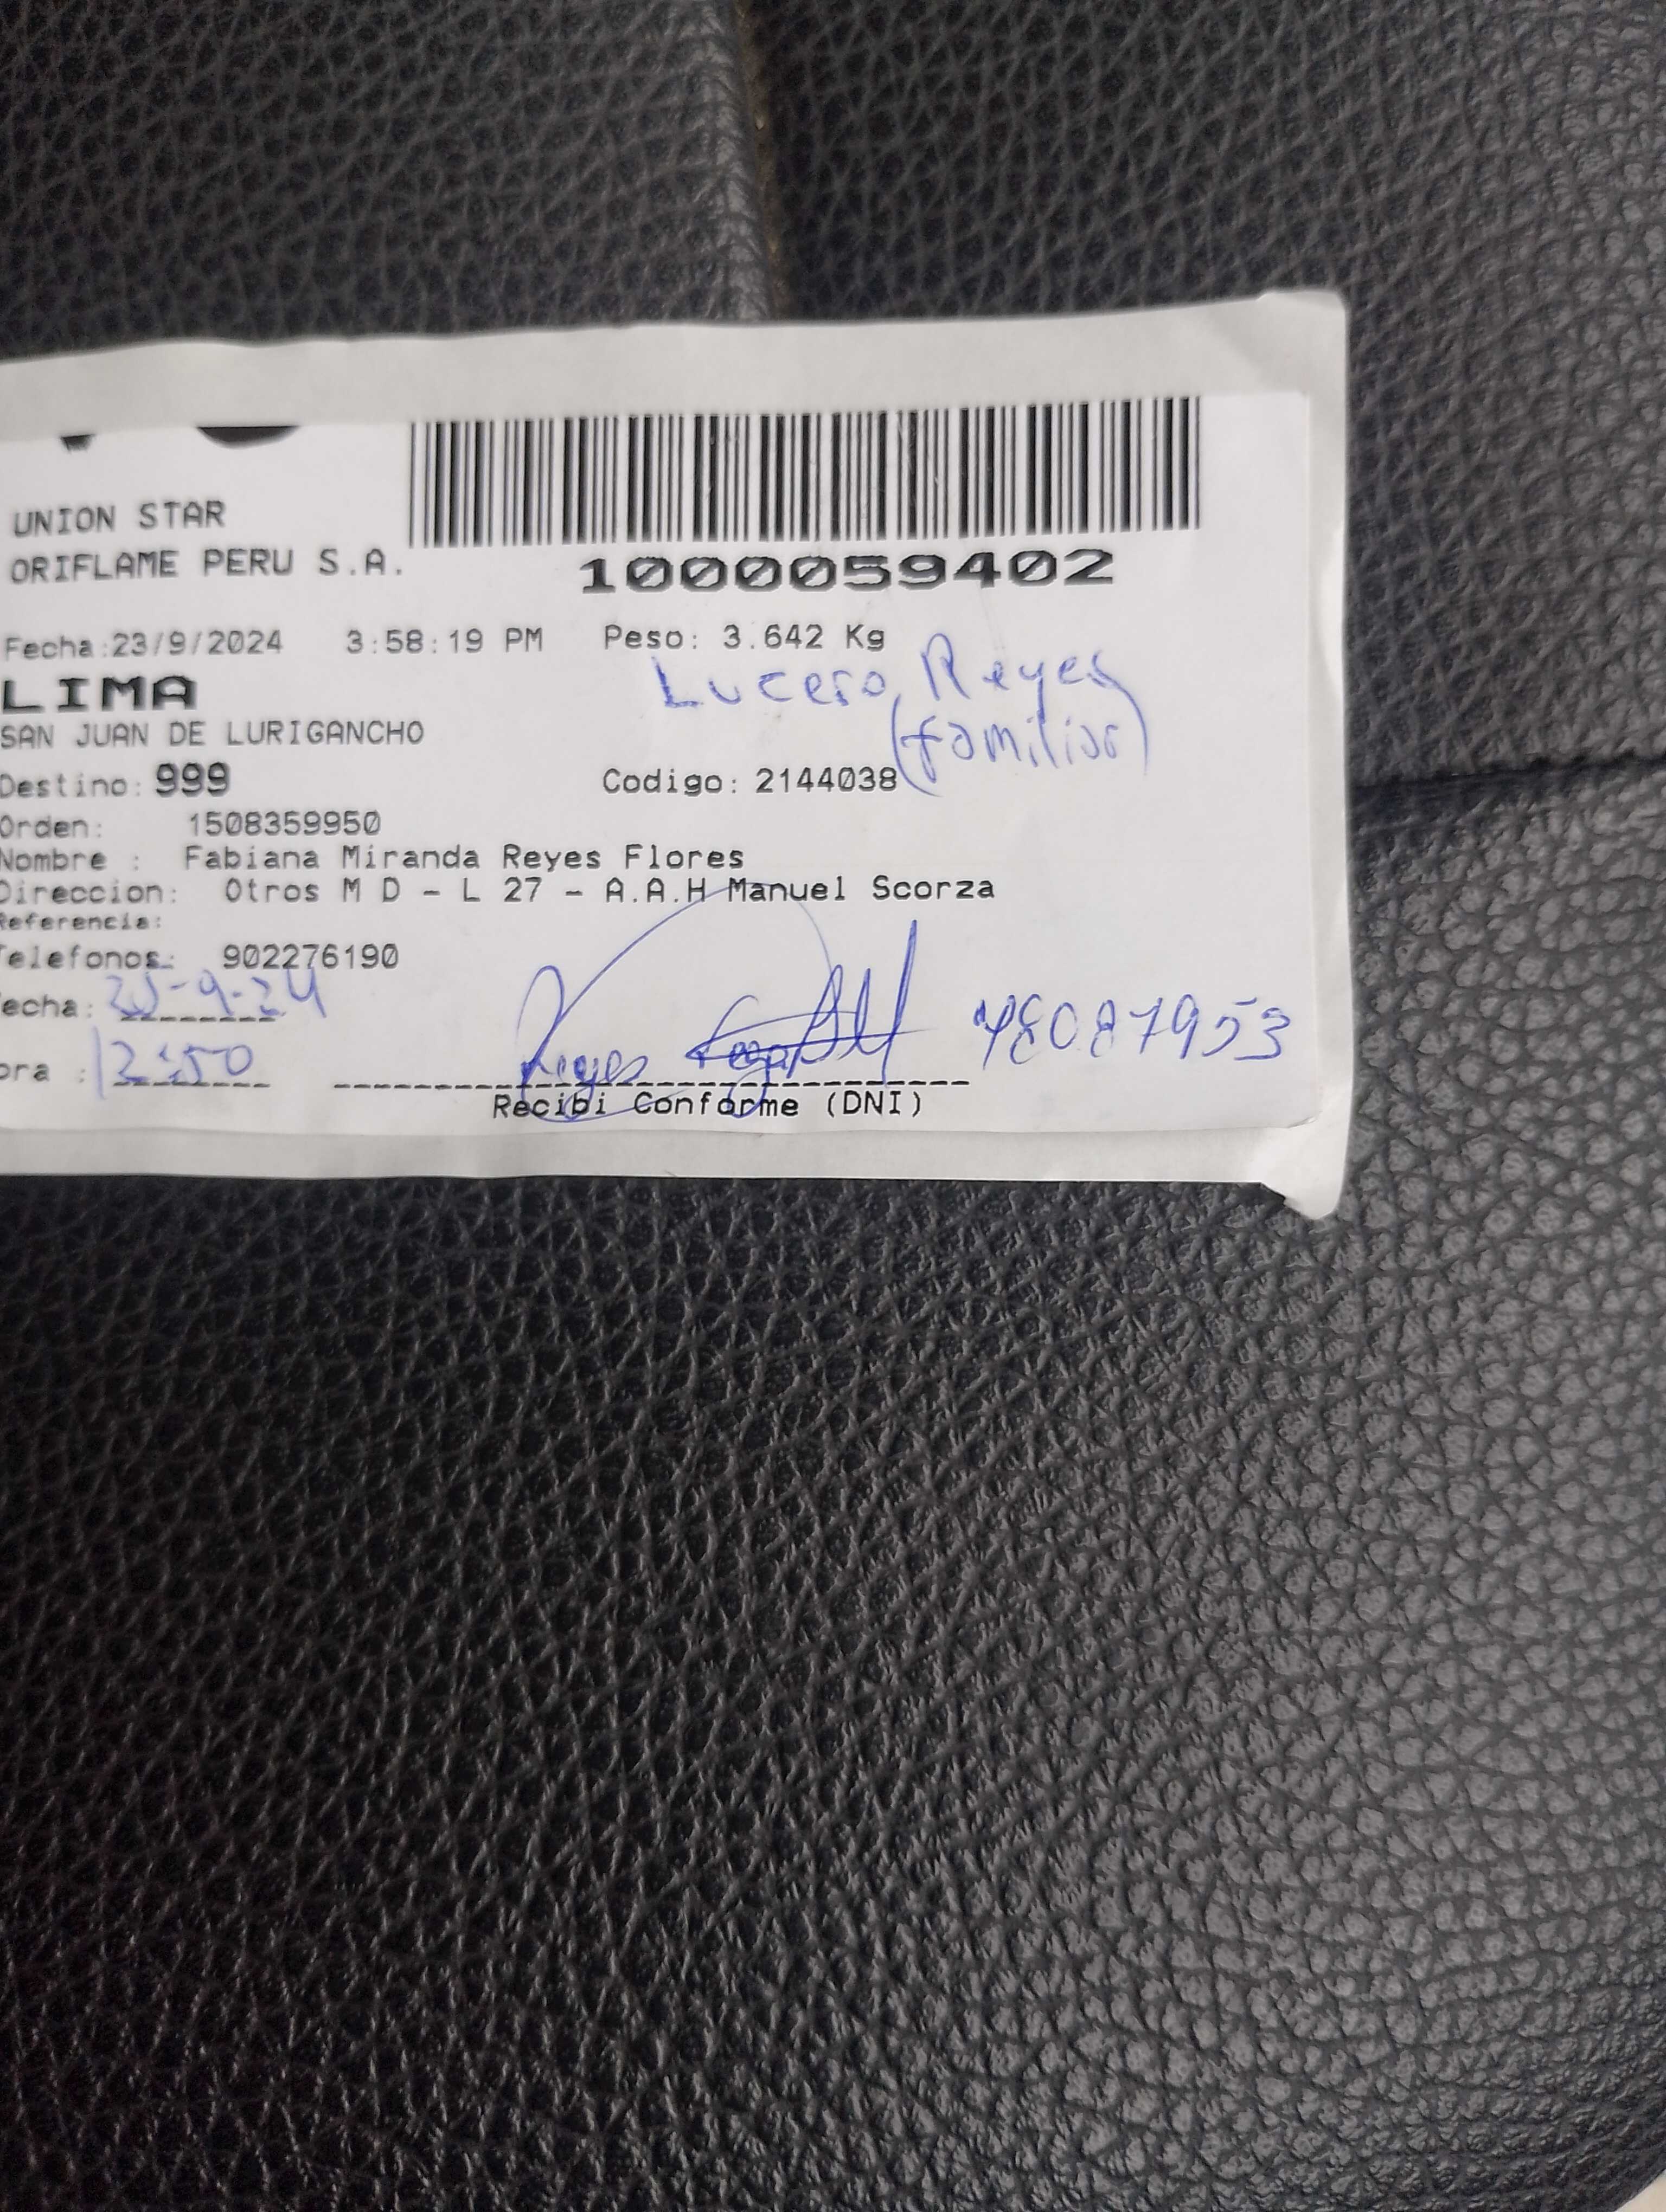 UNION STAR
ORIFLAME PERU S.A.
1000059402
Fecha:23/9/2024 3:58:19 PM Peso: 3.642 Kg
LIMA
Lucero Reyes
(familiar)
SAN JUAN DE LURIGANCHO
Destino: 999 Codigo: 2144038
Orden: 1508359950
Nombre : Fabiana Miranda Reyes Flores
Direccion: Otros M D - L 27 - A.A.H Manuel Scorza
Referencia:
Telefonos: 902276190
echa: 25-9-24
ora : 12:50
Reyes 48087953
Recibi Conforme (DNI)